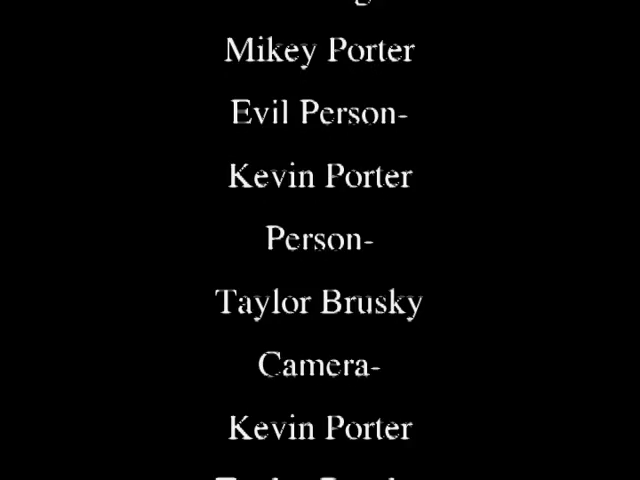 Mikey Porter
Evil Person-
Kevin Porter
Person-
Taylor Brusky
Camera-
Kevin Porter